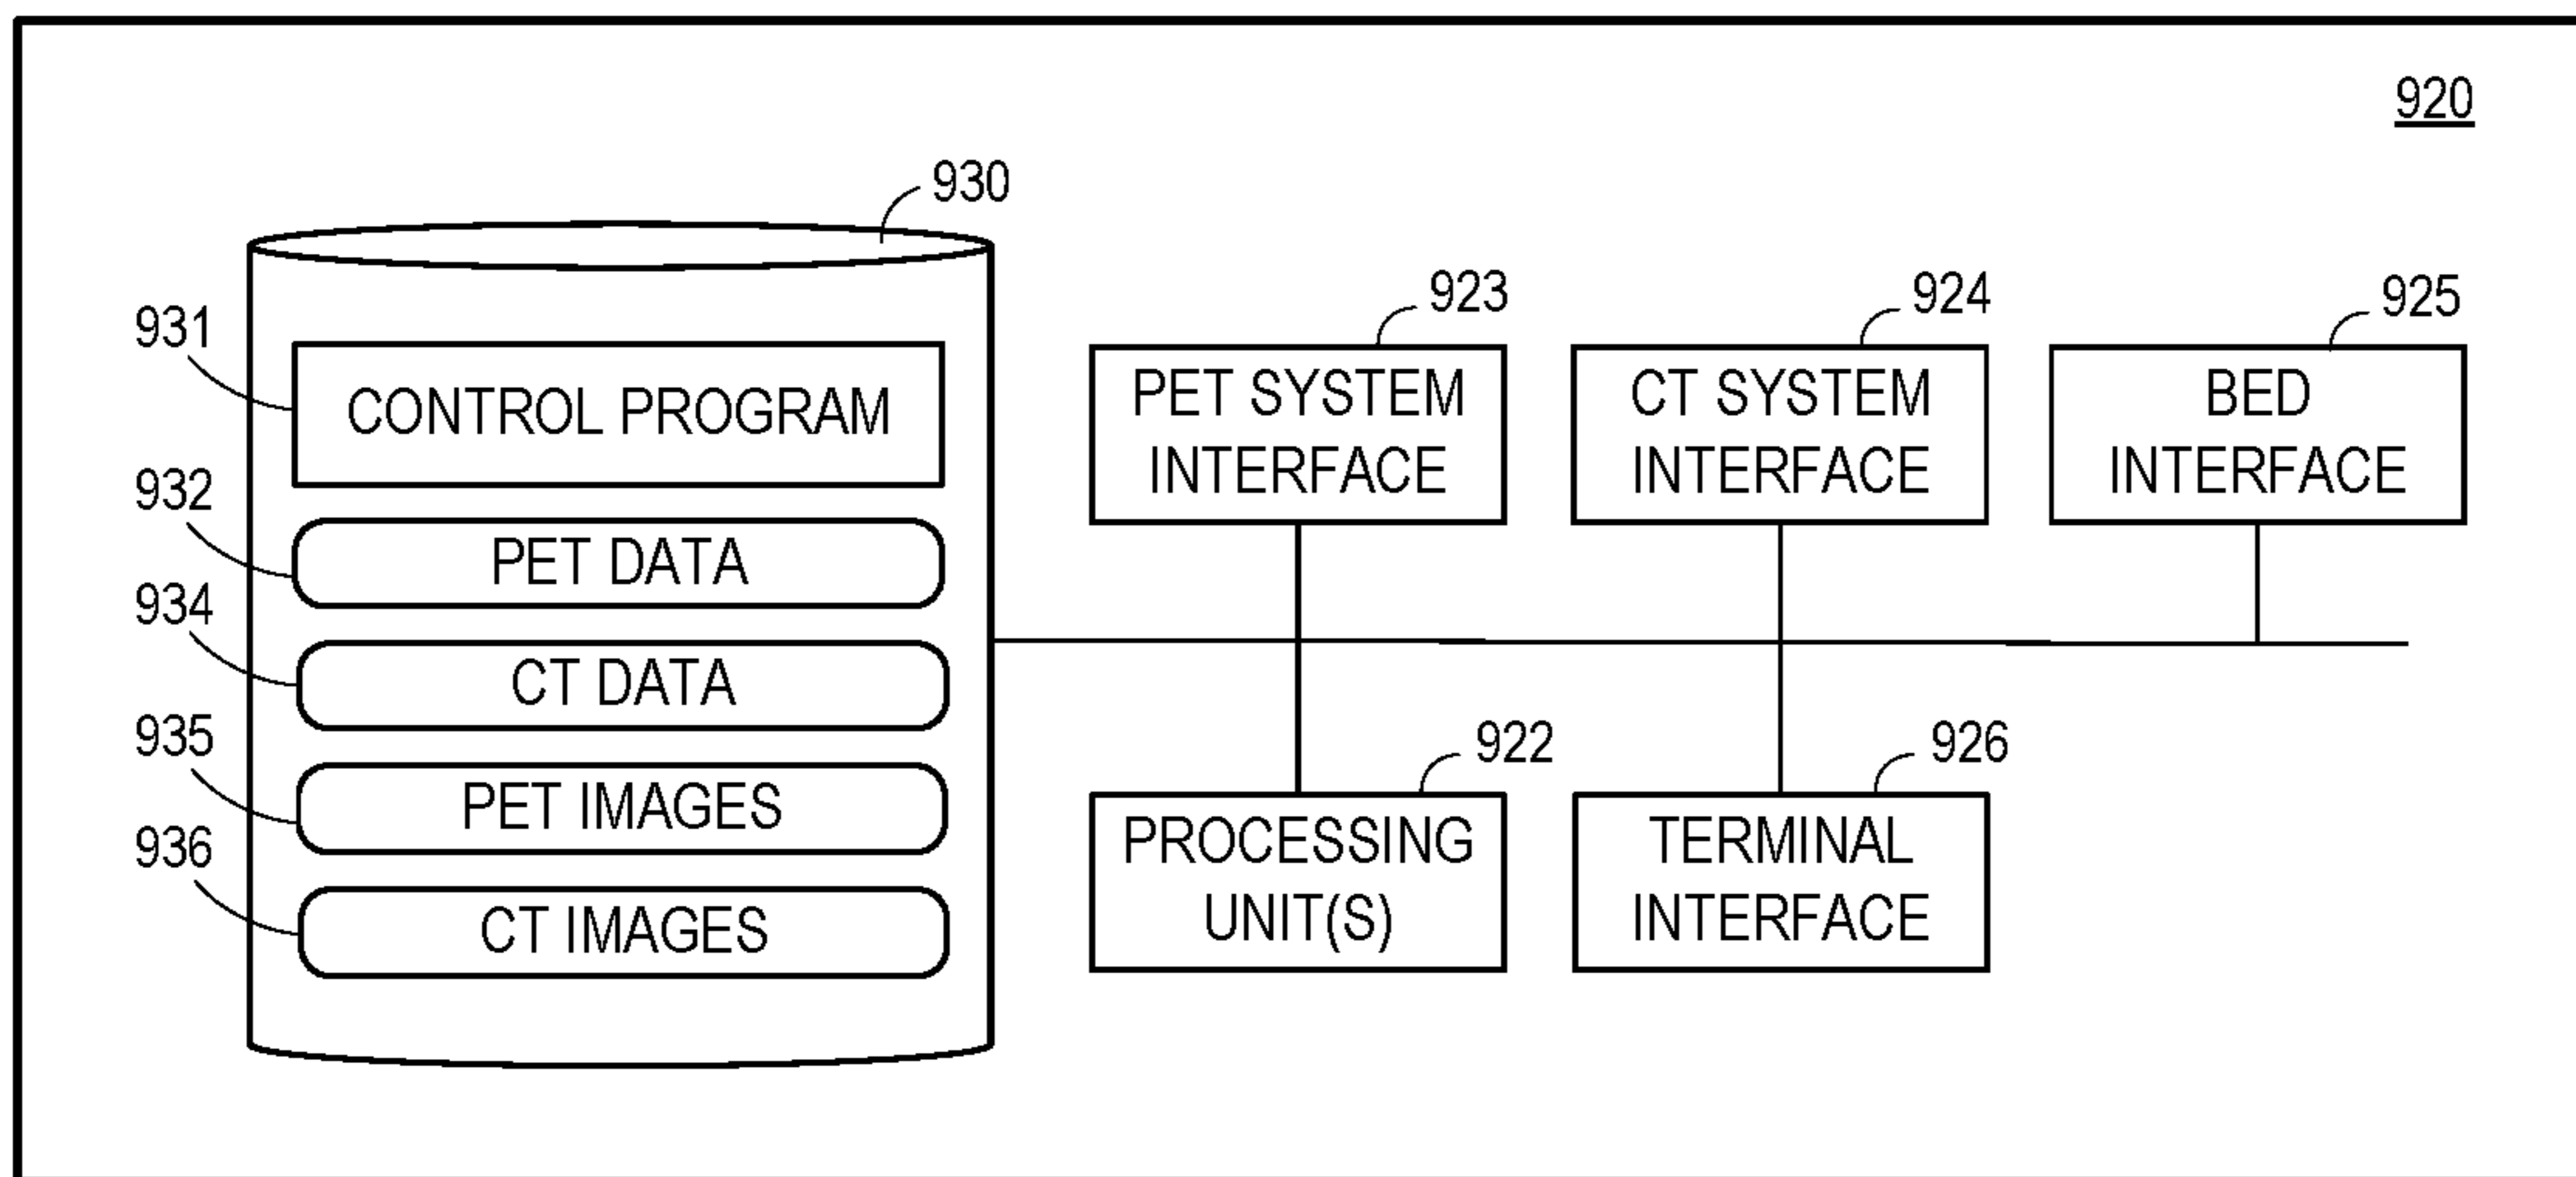 920
930
931
CONTROL PROGRAM
932
PET DATA
934
CT DATA
935
PET IMAGES
936
CT IMAGES
923
PET SYSTEM
INTERFACE
924
CT SYSTEM
INTERFACE
925
BED
INTERFACE
922
PROCESSING
UNIT(S)
926
TERMINAL
INTERFACE